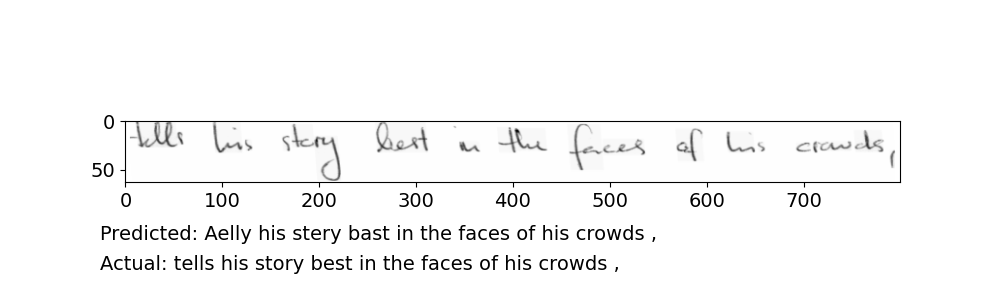 0
tells his story best in the faces of his crowds,
50
0 100 200 300 400 500 600 700
Predicted: Aelly his stery bast in the faces of his crowds ,
Actual: tells his story best in the faces of his crowds ,